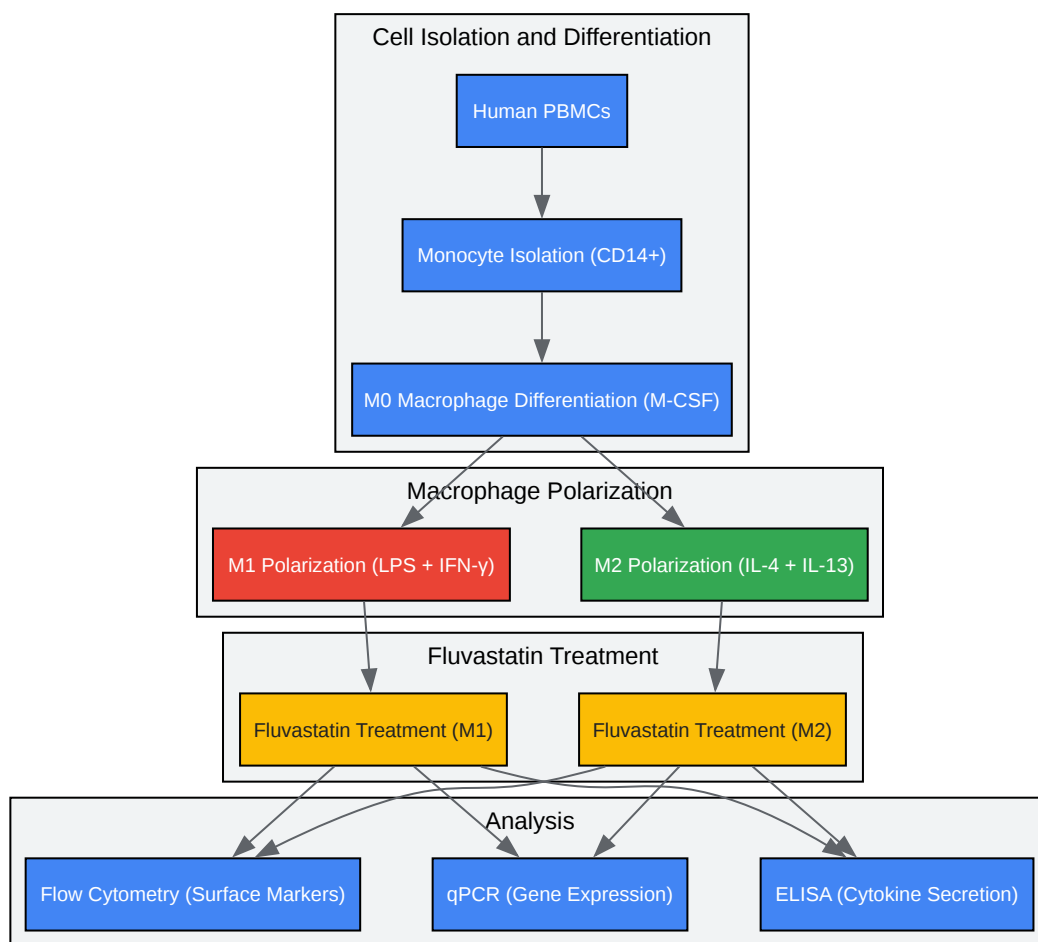 Cell Isolation and Differentiation
Human PBMCs
Monocyte Isolation (CD14+)
M0 Macrophage Differentiation (M-CSF)
Macrophage Polarization
M1 Polarization (LPS + IFN-γ)
M2 Polarization (IL-4 + IL-13)
Fluvastatin Treatment
Fluvastatin Treatment (M1)
Fluvastatin Treatment (M2)
Analysis
Flow Cytometry (Surface Markers)
qPCR (Gene Expression)
ELISA (Cytokine Secretion)